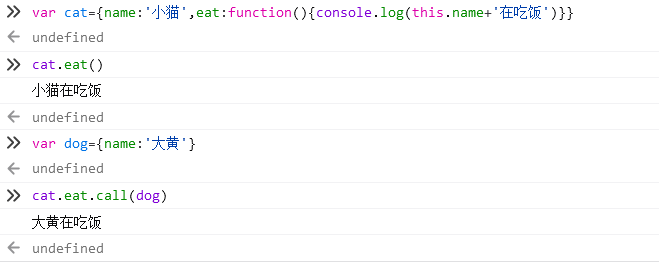 var cat={name:'小猫',eat:function(){console.log(this.name+'在吃饭')}}
undefined
cat.eat()
小猫在吃饭
undefined
var dog={name:'大黄'}
undefined
cat.eat.call(dog)
大黄在吃饭
undefined